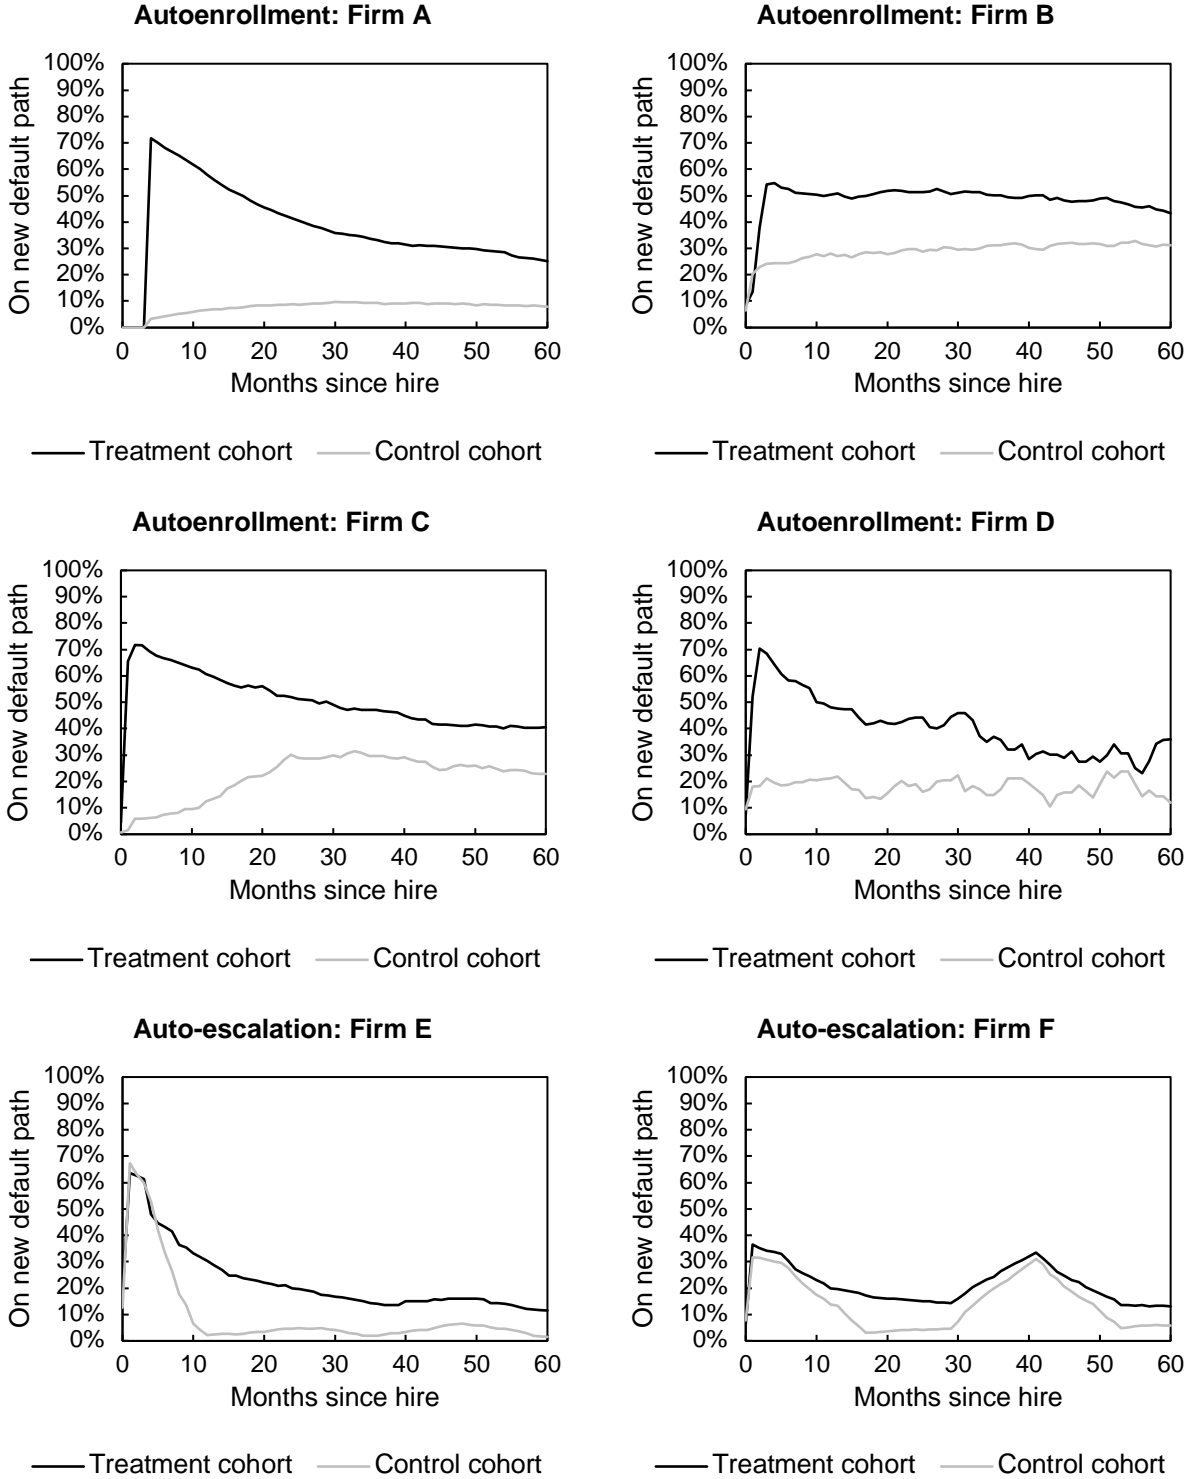 Autoenrollment: Firm A
On new default path
100%
90%
80%
70%
60%
50%
40%
30%
20%
10%
0%
0 10 20 30 40 50 60
Months since hire
Treatment cohort Control cohort
Autoenrollment: Firm B
On new default path
100%
90%
80%
70%
60%
50%
40%
30%
20%
10%
0%
0 10 20 30 40 50 60
Months since hire
Treatment cohort Control cohort
Autoenrollment: Firm C
On new default path
100%
90%
80%
70%
60%
50%
40%
30%
20%
10%
0%
0 10 20 30 40 50 60
Months since hire
Treatment cohort Control cohort
Autoenrollment: Firm D
On new default path
100%
90%
80%
70%
60%
50%
40%
30%
20%
10%
0%
0 10 20 30 40 50 60
Months since hire
Treatment cohort Control cohort
Auto-escalation: Firm E
On new default path
100%
90%
80%
70%
60%
50%
40%
30%
20%
10%
0%
0 10 20 30 40 50 60
Months since hire
Treatment cohort Control cohort
Auto-escalation: Firm F
On new default path
100%
90%
80%
70%
60%
50%
40%
30%
20%
10%
0%
0 10 20 30 40 50 60
Months since hire
Treatment cohort Control cohort